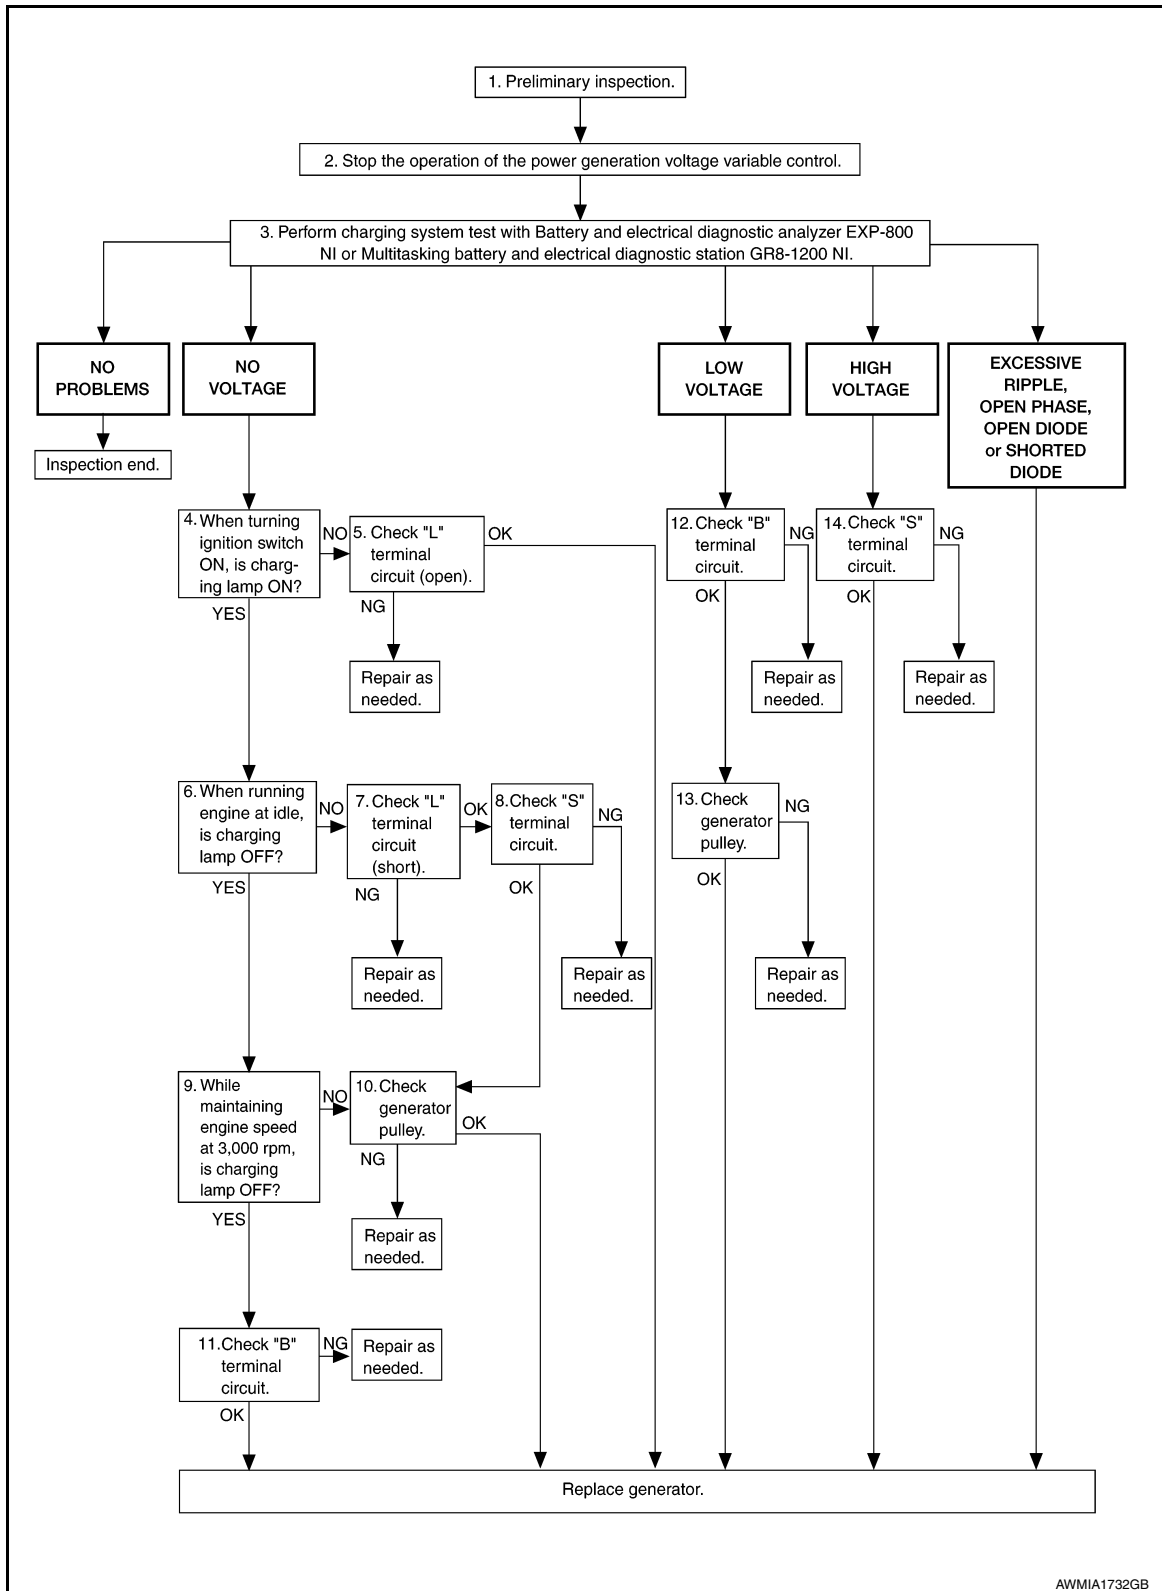 1. Preliminary inspection.
2. Stop the operation of the power generation voltage variable control.
3. Perform charging system test with Battery and electrical diagnostic analyzer EXP-800
NI or Multitasking battery and electrical diagnostic station GR8-1200 NI.
NO
PROBLEMS
NO
VOLTAGE
LOW
VOLTAGE
HIGH
VOLTAGE
EXCESSIVE
RIPPLE,
OPEN PHASE,
OPEN DIODE
or SHORTED
DIODE
Inspection end.
4. When turning
ignition switch
ON, is charg-
ing lamp ON?
NO
5. Check "L"
terminal
circuit (open).
OK
NG
YES
Repair as
needed.
12. Check "B"
terminal
circuit.
NG
OK
Repair as
needed.
14. Check "S"
terminal
circuit.
NG
OK
Repair as
needed.
6. When running
engine at idle,
is charging
lamp OFF?
NO
7. Check "L"
terminal
circuit
(short).
OK
8. Check "S"
terminal
circuit.
NG
YES
NG
OK
Repair as
needed.
Repair as
needed.
13. Check
generator
pulley.
NG
OK
Repair as
needed.
9. While
maintaining
engine speed
at 3,000 rpm,
is charging
lamp OFF?
NO
10. Check
generator
pulley.
OK
NG
YES
Repair as
needed.
11. Check "B"
terminal
circuit.
NG
Repair as
needed.
OK
Replace generator.
AWMIA1732GB